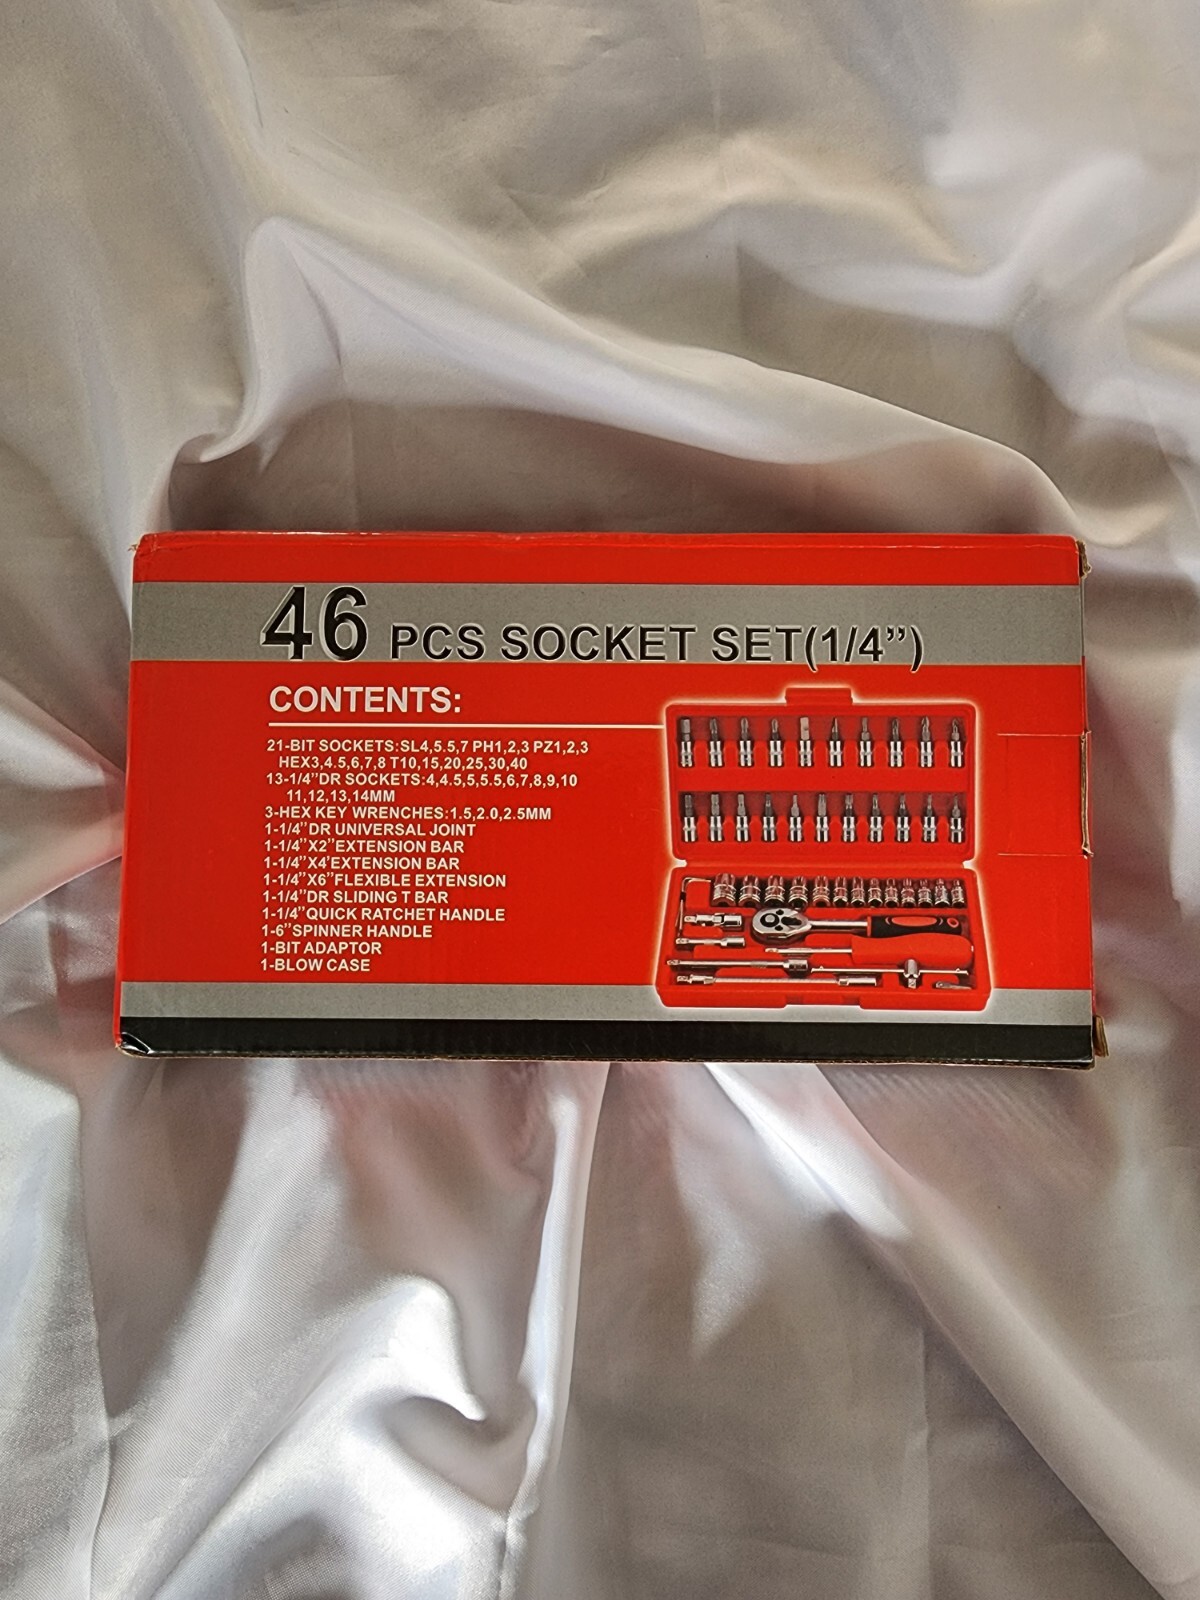 46 PCS SOCKET SET(1/4")
CONTENTS:
21-BIT SOCKETS:SL4,5.5,7 PH1,2,3 PZ1,2,3
HEX3,4.5,6,7,8 T10,15,20,25,30,40
13-1/4"DR SOCKETS:4,4.5,5,5.5,6,7,8,9,10
11,12,13,14MM
3-HEX KEY WRENCHES:1.5,2.0,2.5MM
1-1/4"DR UNIVERSAL JOINT
1-1/4"X2"EXTENSION BAR
1-1/4"X4'EXTENSION BAR
1-1/4"X6"FLEXIBLE EXTENSION
1-1/4"DR SLIDING T BAR
1-1/4"QUICK RATCHET HANDLE
1-6"SPINNER HANDLE
1-BIT ADAPTOR
1-BLOW CASE